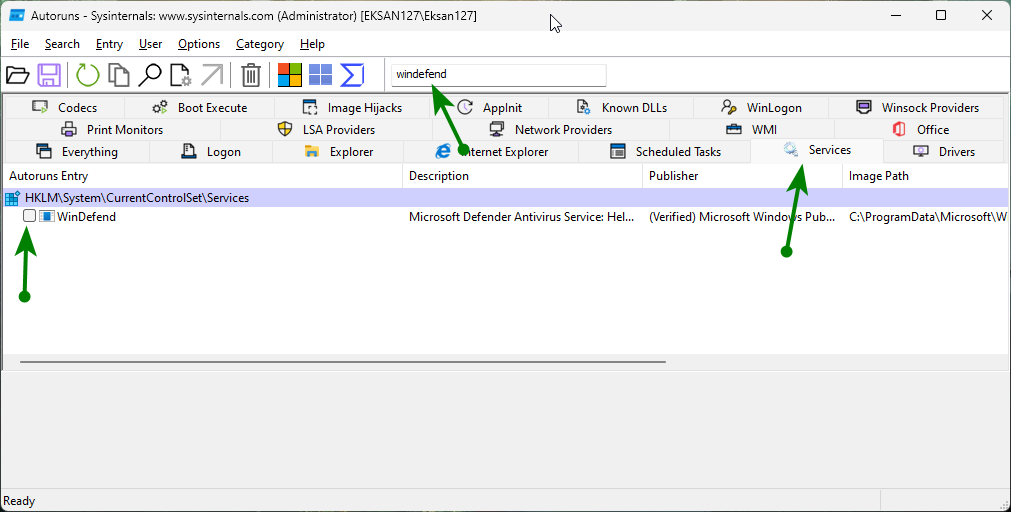 Autoruns - Sysinternals: www.sysinternals.com (Administrator) [EKSAN127\Eksan127]
File Search Entry User Options Category Help
windefend
Codecs Boot Execute Image Hijacks AppInit Known DLLs WinLogon Winsock Providers
Print Monitors LSA Providers Network Providers WMI Office
Everything Logon Explorer Internet Explorer Scheduled Tasks Services Drivers
Autoruns Entry Description Publisher Image Path
HKLM\System\CurrentControlSet\Services
WinDefend Microsoft Defender Antivirus Service: Hel... (Verified) Microsoft Windows Pub... C:\ProgramData\Microsoft\W
Ready